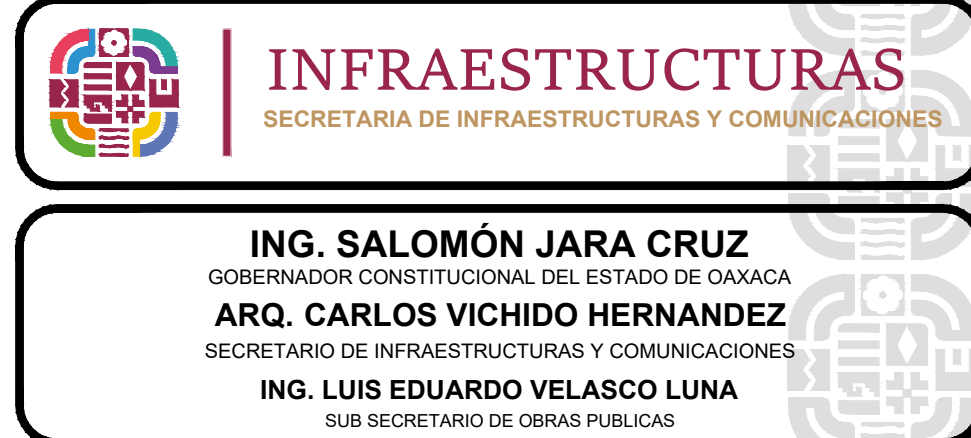 INFRAESTRUCTURAS
SECRETARIA DE INFRAESTRUCTURAS Y COMUNICACIONES
ING. SALOMÓN JARA CRUZ
GOBERNADOR CONSTITUCIONAL DEL ESTADO DE OAXACA
ARQ. CARLOS VICHIDO HERNANDEZ
SECRETARIO DE INFRAESTRUCTURAS Y COMUNICACIONES
ING. LUIS EDUARDO VELASCO LUNA
SUB SECRETARIO DE OBRAS PUBLICAS